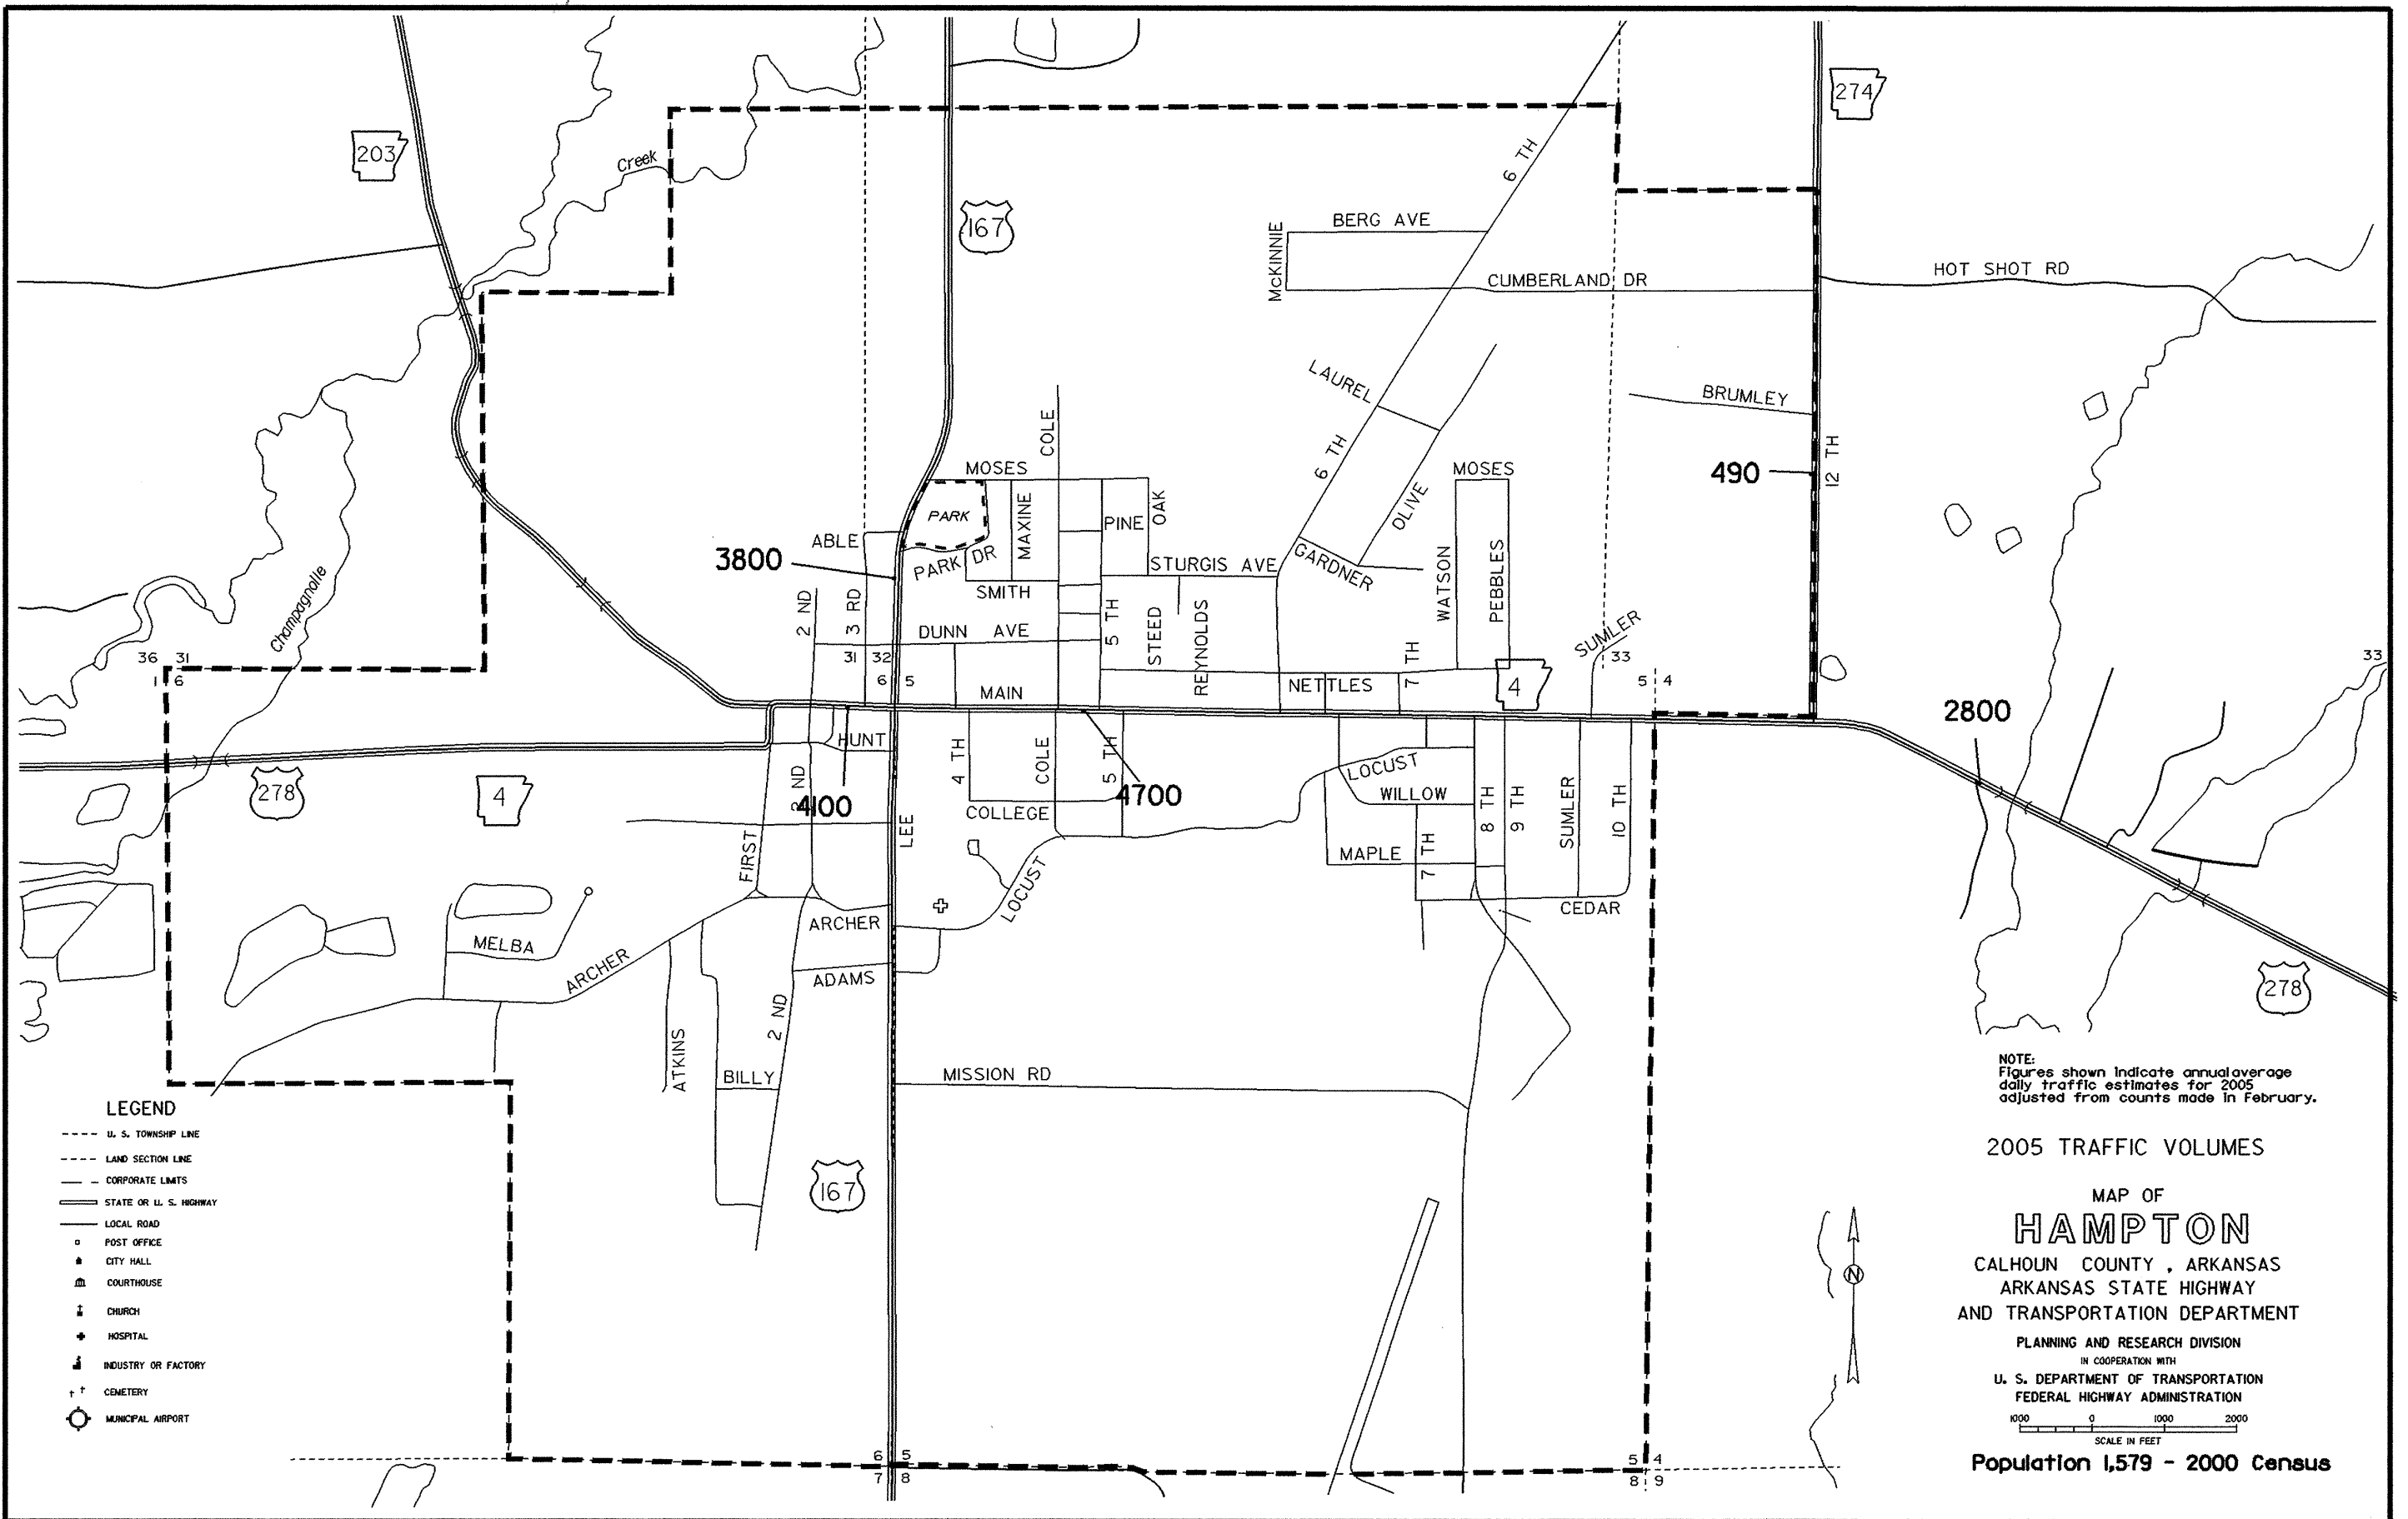 203
Creek
167
274
6 TH
BERG AVE
McKINNIE
CUMBERLAND DR
HOT SHOT RD
LAUREL
BRUMLEY
COLE
6 TH
12 TH
490
MOSES
MOSES
PARK
MAXINE
PINE
OAK
OLIVE
ABLE
3800
PARK DR
STURGIS AVE
GARDNER
WATSON
PEBBLES
SMITH
Champagnolle
2 ND
3 RD
DUNN AVE
5 TH
STEED
REYNOLDS
7 TH
SUMLER
36 31
1 6
31 32
6 5
33
33
MAIN
NETTLES
4
5 4
2800
HUNT
278
4
2 ND
4100
4 TH
COLE
5 TH
4700
LOCUST
WILLOW
8 TH
9 TH
SUMLER
10 TH
COLLEGE
LEE
FIRST
MAPLE
7 TH
LOCUST
ARCHER
CEDAR
MELBA
ARCHER
ADAMS
278
2 ND
ATKINS
BILLY
MISSION RD
167
6 5
7 8
5 4
8 9
LEGEND
U. S. TOWNSHIP LINE
LAND SECTION LINE
CORPORATE LIMITS
STATE OR U. S. HIGHWAY
LOCAL ROAD
POST OFFICE
CITY HALL
COURTHOUSE
CHURCH
HOSPITAL
INDUSTRY OR FACTORY
CEMETERY
MUNICIPAL AIRPORT
NOTE:
Figures shown indicate annual average
daily traffic estimates for 2005
adjusted from counts made in February.
2005 TRAFFIC VOLUMES
MAP OF
HAMPTON
CALHOUN COUNTY , ARKANSAS
ARKANSAS STATE HIGHWAY
AND TRANSPORTATION DEPARTMENT
PLANNING AND RESEARCH DIVISION
IN COOPERATION WITH
U. S. DEPARTMENT OF TRANSPORTATION
FEDERAL HIGHWAY ADMINISTRATION
N
1000 0 1000 2000
SCALE IN FEET
Population 1,579 - 2000 Census